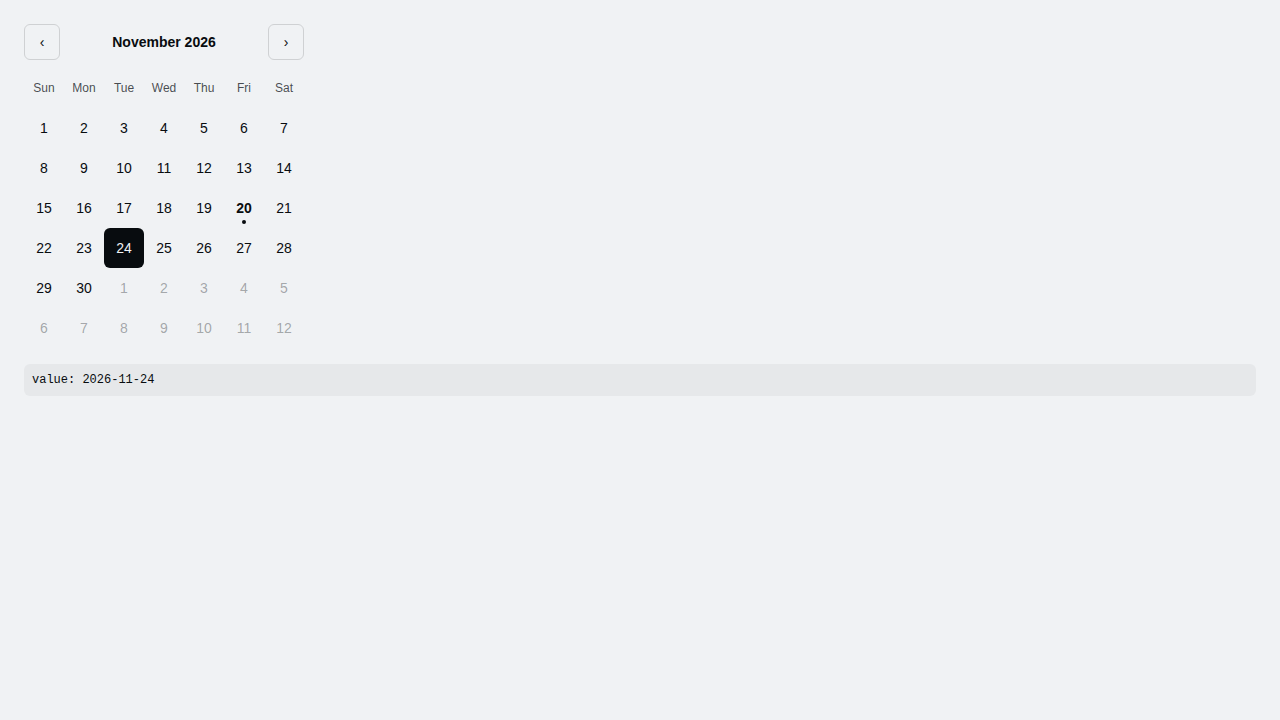 ‹ November 2026 ›
Sun Mon Tue Wed Thu Fri Sat
1 2 3 4 5 6 7
8 9 10 11 12 13 14
15 16 17 18 19 20 21
22 23 24 25 26 27 28
29 30 1 2 3 4 5
6 7 8 9 10 11 12
value: 2026-11-24